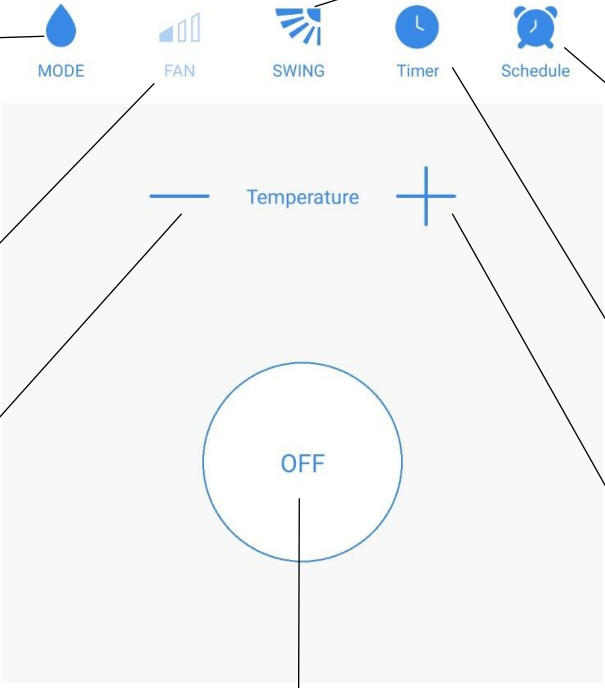 MODE
FAN
SWING
Timer
Schedule
Temperature
OFF